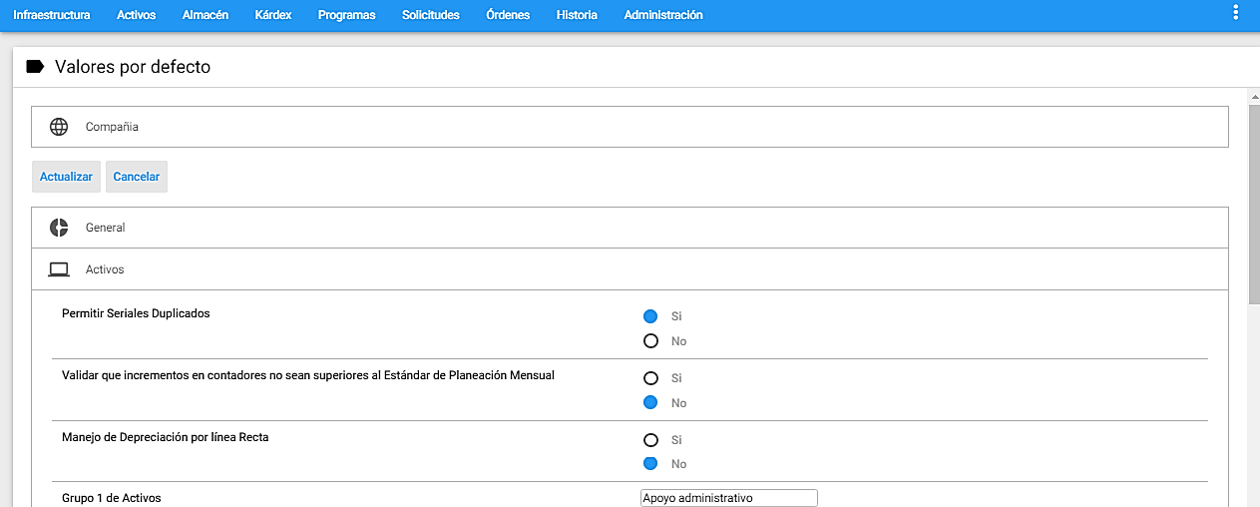 Infraestructura Activos Almacén Kárdex Programas Solicitudes Órdenes Historia Administración
Valores por defecto
Compañia
Actualizar Cancelar
General
Activos
Permitir Seriales Duplicados
Si
No
Validar que incrementos en contadores no sean superiores al Estándar de Planeación Mensual
Si
No
Manejo de Depreciación por línea Recta
Si
No
Grupo 1 de Activos Apoyo administrativo